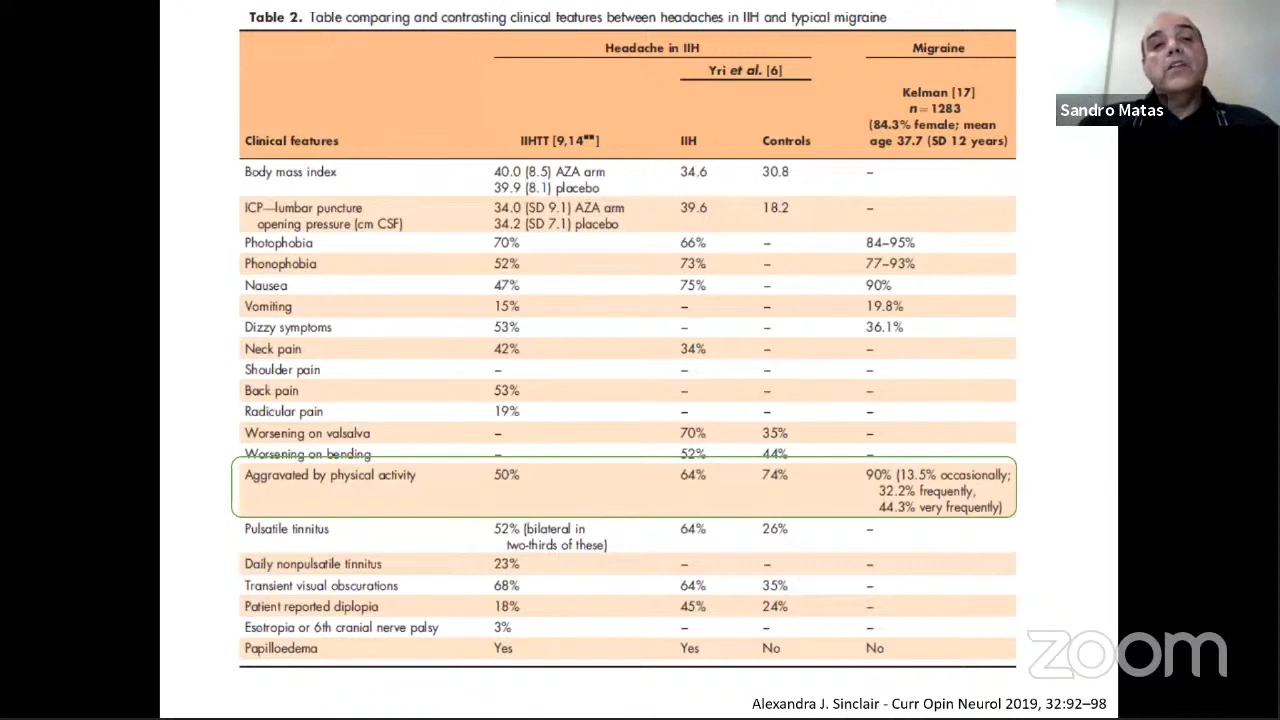 Table 2. Table comparing and contrasting clinical features between headaches in IIH and typical migraine
Headache in IIH Migraine
Yri et al. [6]
Kelman [17]
n = 1283
(84.3% female; mean
Clinical features IIHTT [9,14■■] IIH Controls age 37.7 (SD 12 years)
Body mass index 40.0 (8.5) AZA arm 34.6 30.8 –
39.9 (8.1) placebo
ICP—lumbar puncture 34.0 (SD 9.1) AZA arm 39.6 18.2 –
opening pressure (cm CSF) 34.2 (SD 7.1) placebo
Photophobia 70% 66% – 84–95%
Phonophobia 52% 73% – 77–93%
Nausea 47% 75% – 90%
Vomiting 15% – – 19.8%
Dizzy symptoms 53% – – 36.1%
Neck pain 42% 34% – –
Shoulder pain – – – –
Back pain 53% – – –
Radicular pain 19% – – –
Worsening on valsalva – 70% 35% –
Worsening on bending – 52% 44% –
Aggravated by physical activity 50% 64% 74% 90% (13.5% occasionally;
32.2% frequently,
44.3% very frequently)
Pulsatile tinnitus 52% (bilateral in 64% 26% –
two-thirds of these)
Daily nonpulsatile tinnitus 23% – – –
Transient visual obscurations 68% 64% 35% –
Patient reported diplopia 18% 45% 24% –
Esotropia or 6th cranial nerve palsy 3% – – –
Papilloedema Yes Yes No No
Alexandra J. Sinclair - Curr Opin Neurol 2019, 32:92–98
Sandro Matas
zoom